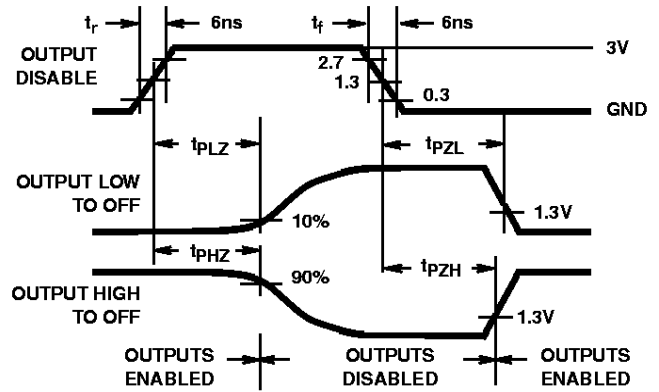 tr 6ns tf 6ns
OUTPUT
DISABLE
2.7
1.3
0.3
3V
GND
tPLZ tPZL
OUTPUT LOW
TO OFF
10%
1.3V
tPHZ tPZH
90%
OUTPUT HIGH
TO OFF
1.3V
OUTPUTS
ENABLED
OUTPUTS
DISABLED
OUTPUTS
ENABLED